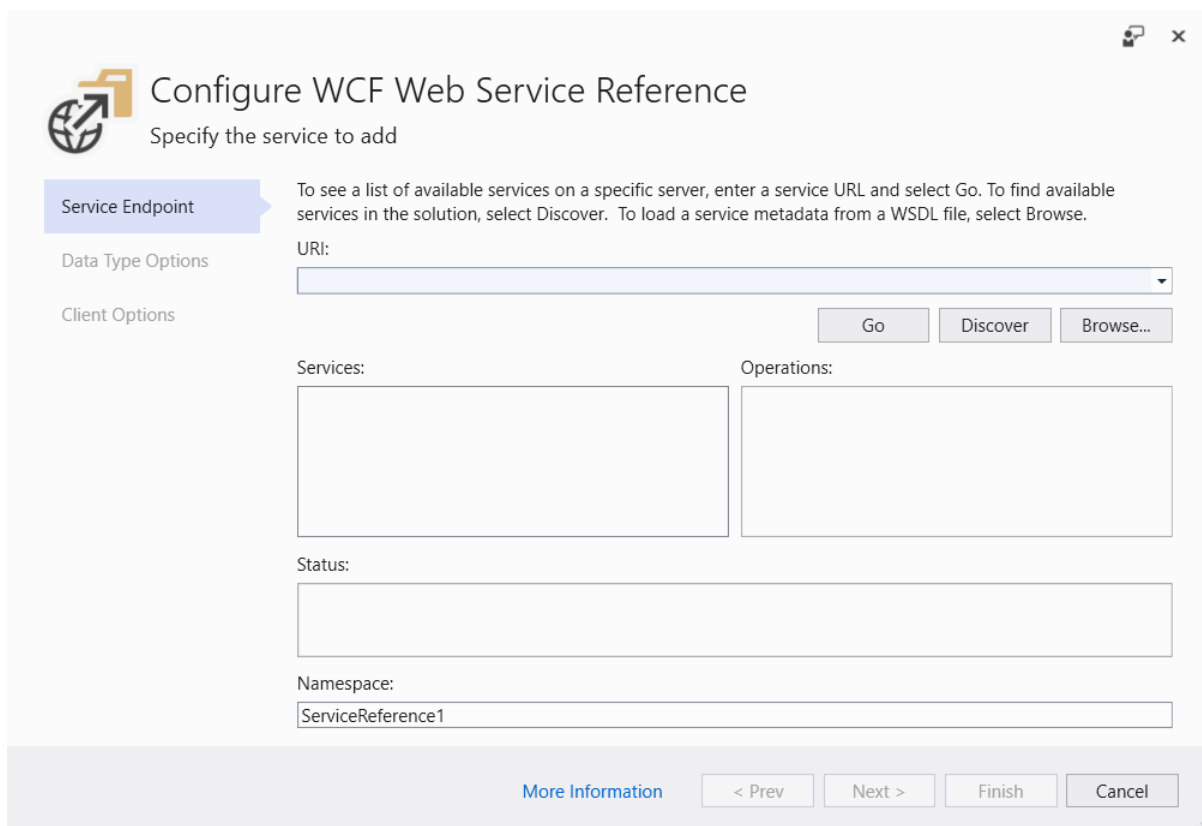 Configure WCF Web Service Reference
Specify the service to add
Service Endpoint
Data Type Options
Client Options
To see a list of available services on a specific server, enter a service URL and select Go. To find available
services in the solution, select Discover.  To load a service metadata from a WSDL file, select Browse.
URI:
Go
Discover
Browse...
Services:
Operations:
Status:
Namespace:
ServiceReference1
More Information
< Prev
Next >
Finish
Cancel